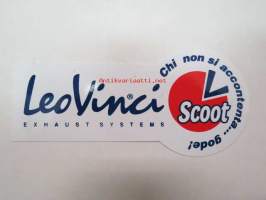 LeoVinci®
EXHAUST SYSTEMS
Chi non si accontenta... gode!
Scoot
antikvariaatti.net